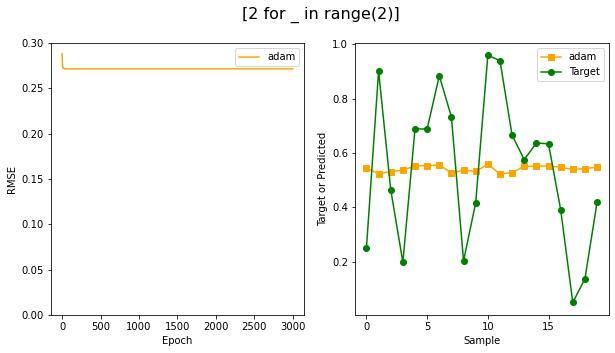 [2 for _ in range(2)]
0.30
0.25
0.20
0.15
0.10
0.05
0.00
RMSE
0 500 1000 1500 2000 2500 3000
Epoch
adam
1.0
0.8
0.6
0.4
0.2
Target or Predicted
0 5 10 15
Sample
adam
Target